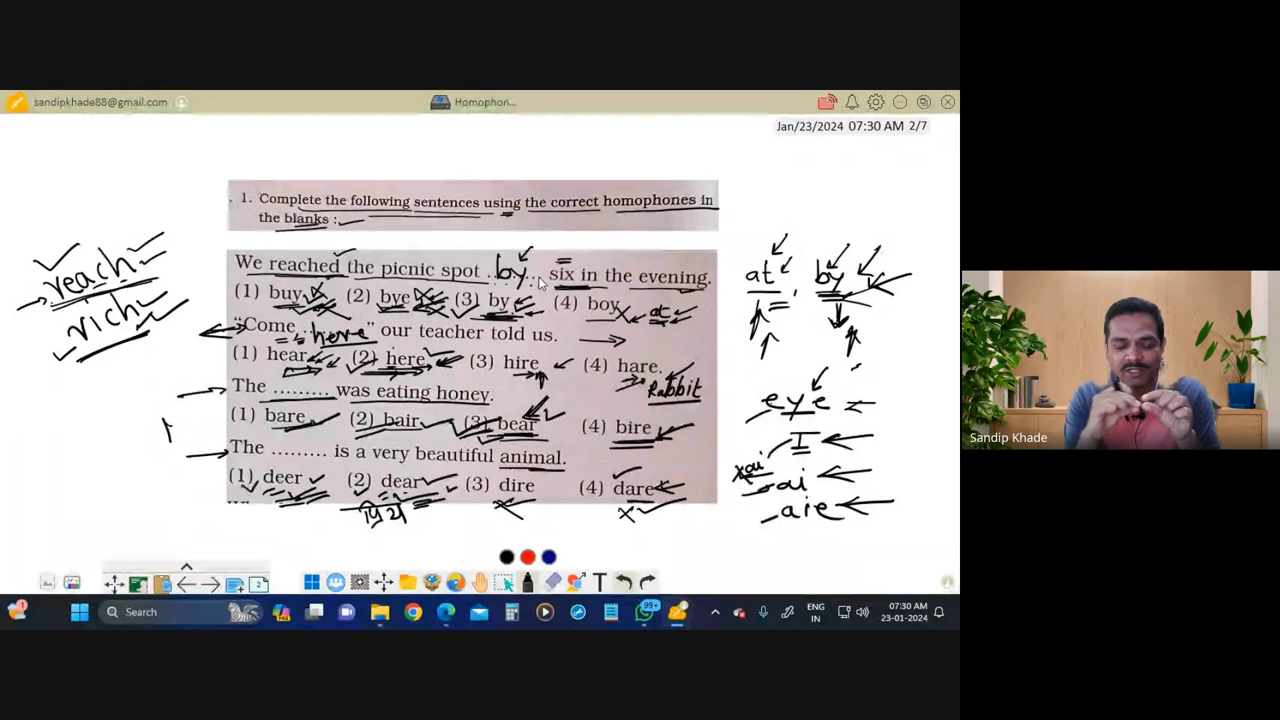 sandipkhade88@gmail.com
Homophon...
Jan/23/2024 07:30 AM 2/7
1. Complete the following sentences using the correct homophones in
the blanks :
We reached the picnic spot ...by... six in the evening.
(1) buy (2) bye (3) by (4) boy at
"Come ..here" our teacher told us.
(1) hear (2) here (3) hire (4) hare.
Rabbit
The ......... was eating honey.
(1) bare (2) bair (3) bear (4) bire
The ......... is a very beautiful animal.
(1) deer (2) dear (3) dire (4) dare
reach
rich
at, by
eye
I
ai
ai
aie
Sandip Khade
2
T
1
Search
99+
ENG
IN
07:30 AM
23-01-2024